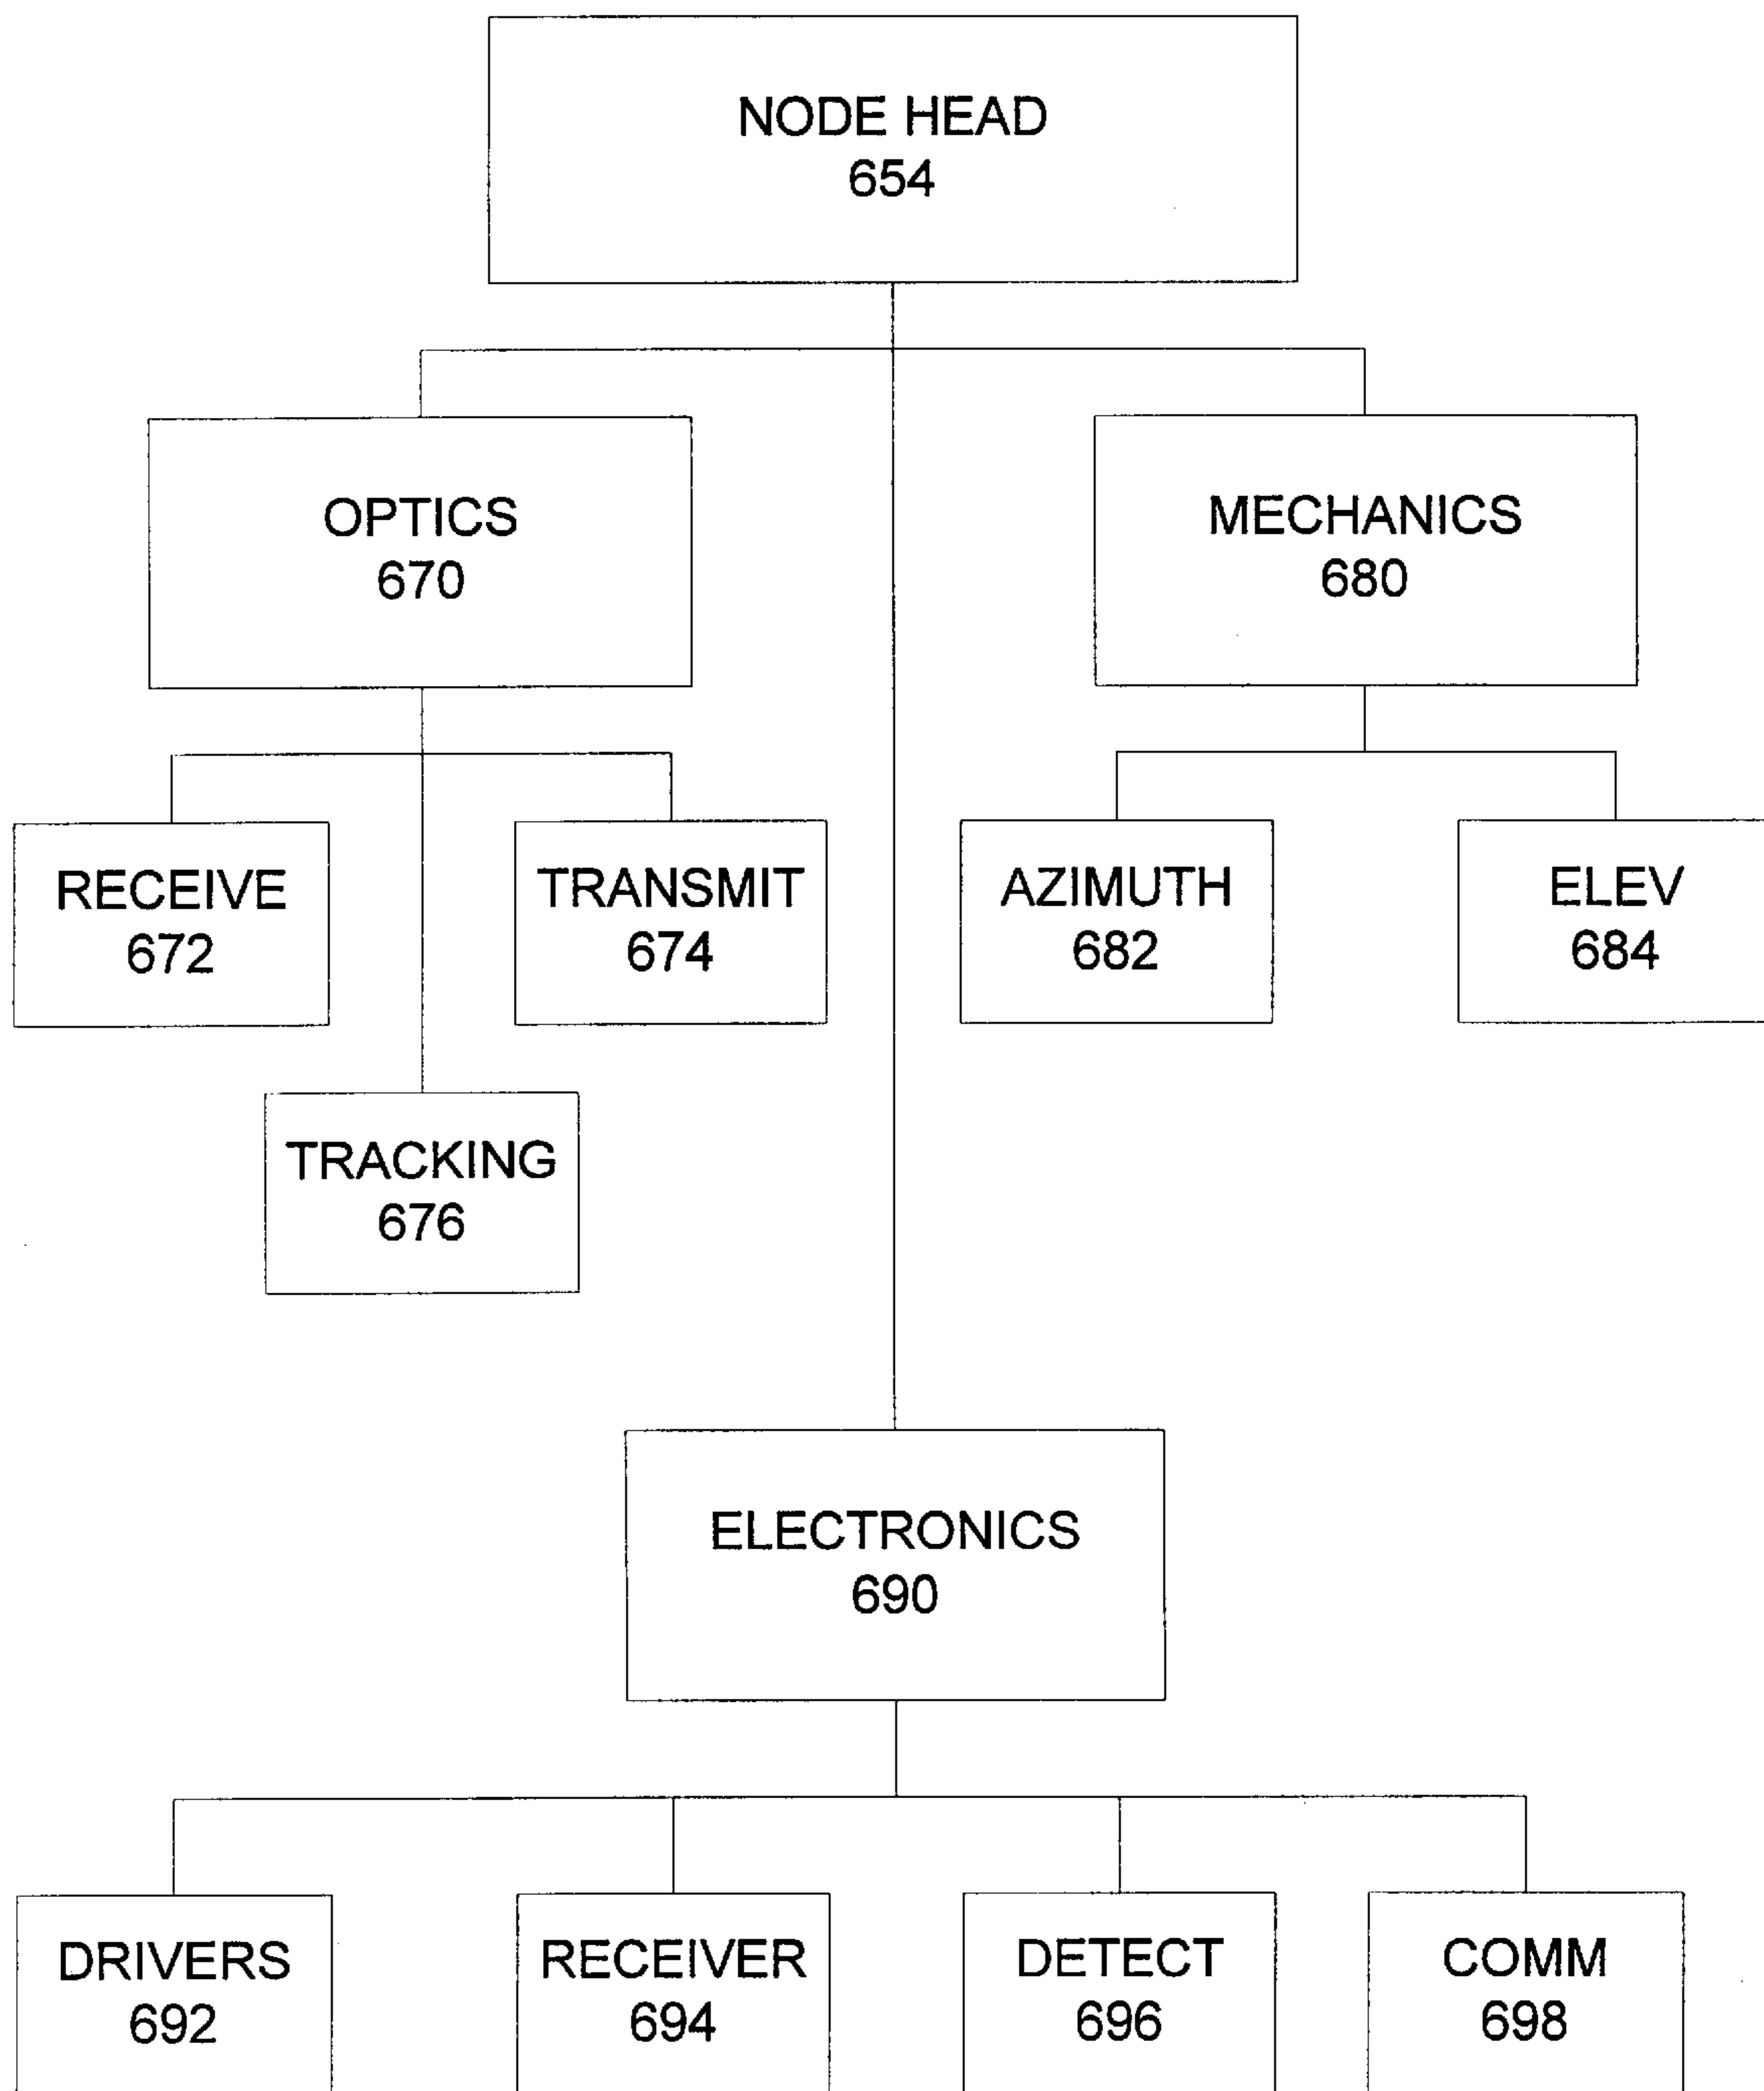 NODE HEAD
654
OPTICS
670
MECHANICS
680
RECEIVE
672
TRANSMIT
674
AZIMUTH
682
ELEV
684
TRACKING
676
ELECTRONICS
690
DRIVERS
692
RECEIVER
694
DETECT
696
COMM
698